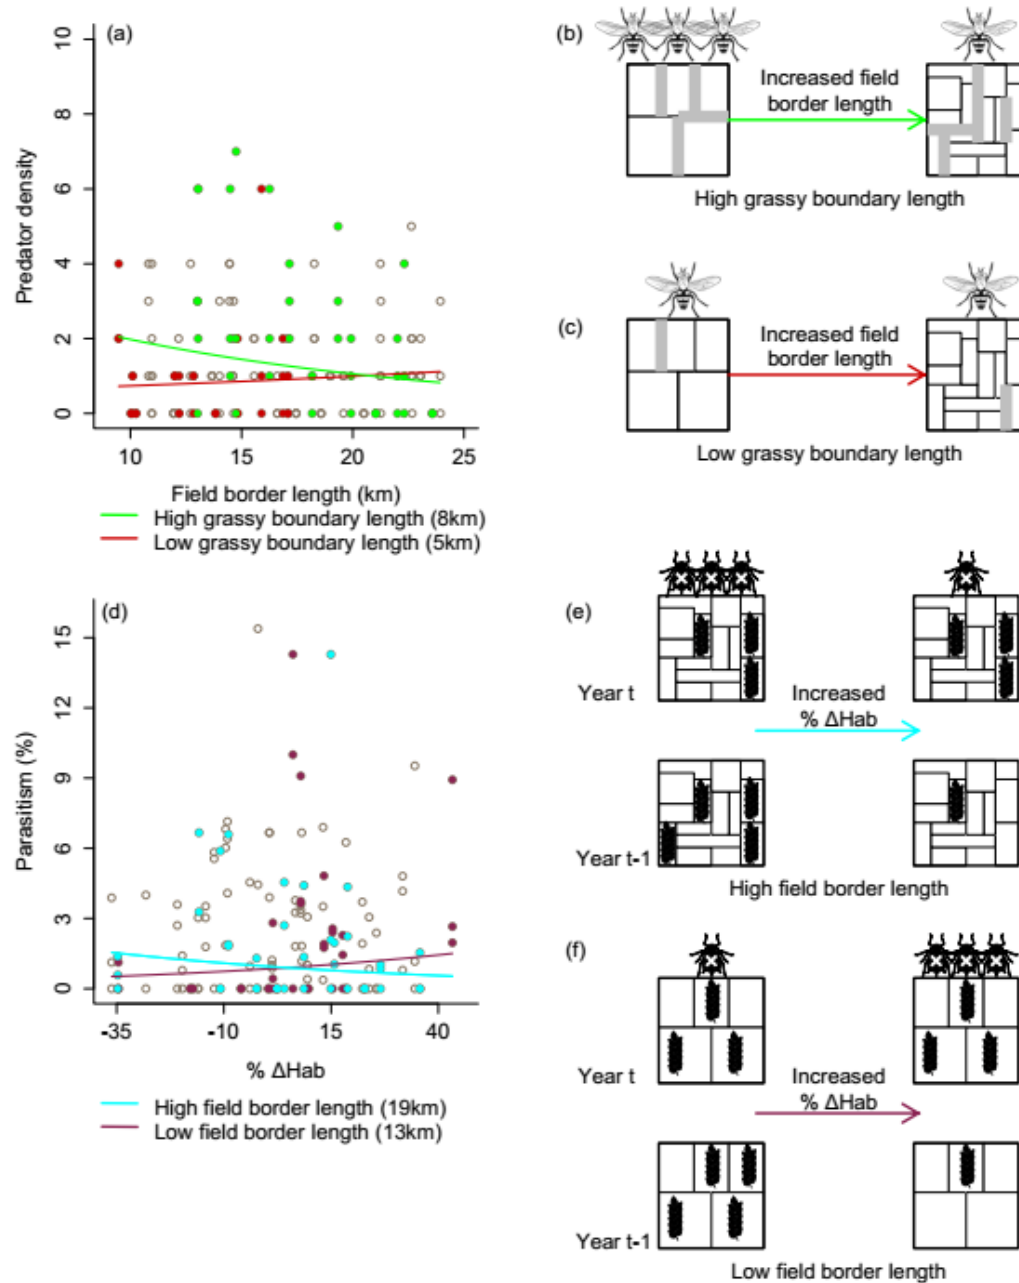 (a)
10
8
6
4
2
0
Predator density
10 15 20 25
Field border length (km)
High grassy boundary length (8km)
Low grassy boundary length (5km)
(b)
Increased field
border length
High grassy boundary length
(c)
Increased field
border length
Low grassy boundary length
(d)
15
12
9
6
3
0
Parasitism (%)
-35 -10 15 40
% ΔHab
High field border length (19km)
Low field border length (13km)
(e)
Year t
Increased
% ΔHab
Year t-1
High field border length
(f)
Year t
Increased
% ΔHab
Year t-1
Low field border length